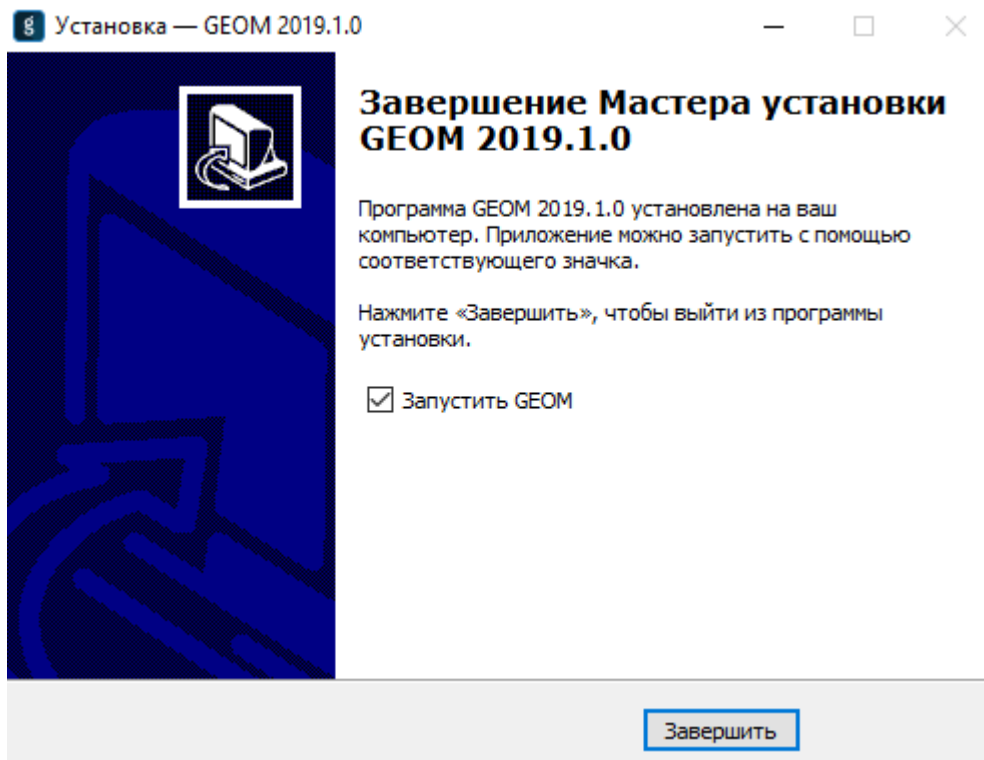 g Установка — GEOM 2019.1.0
Завершение Мастера установки
GEOM 2019.1.0
Программа GEOM 2019.1.0 установлена на ваш
компьютер. Приложение можно запустить с помощью
соответствующего значка.
Нажмите «Завершить», чтобы выйти из программы
установки.
Запустить GEOM
Завершить